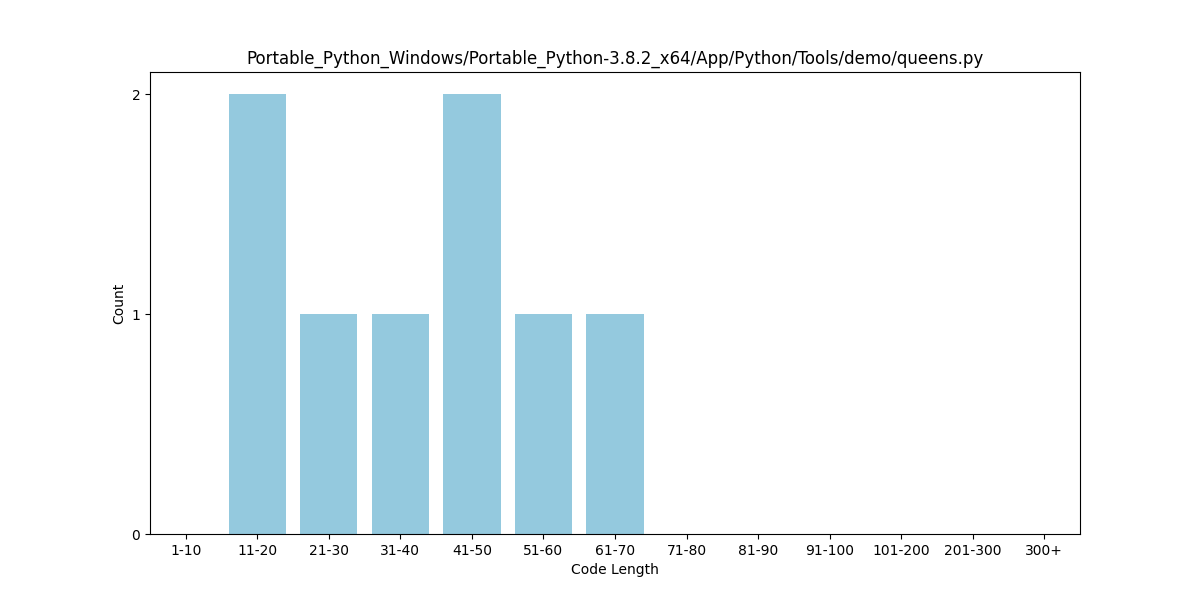 Portable_Python_Windows/Portable_Python-3.8.2_x64/App/Python/Tools/demo/queens.py
2
1
0
Count
1-10 11-20 21-30 31-40 41-50 51-60 61-70 71-80 81-90 91-100 101-200 201-300 300+
Code Length